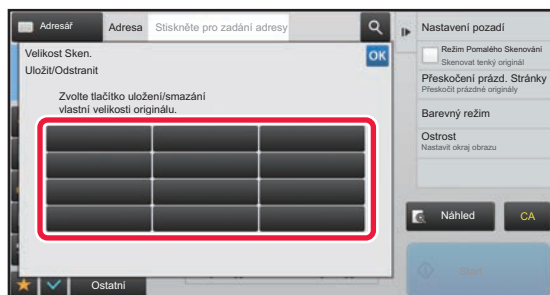 Adresář
Adresa
Stiskněte pro zadání adresy
Velikost Sken.
Uložit/Odstranit
OK
Zvolte tlačítko uložení/smazání
vlastní velikosti originálu.
Ostatní
Nastavení pozadí
Režim Pomalého Skenování
Skenovat tenký originál
Přeskočení prázd. Stránky
Přeskočit prázdné originály
Barevný režim
Ostrost
Nastavit okraj obrazu
Náhled
CA
Start